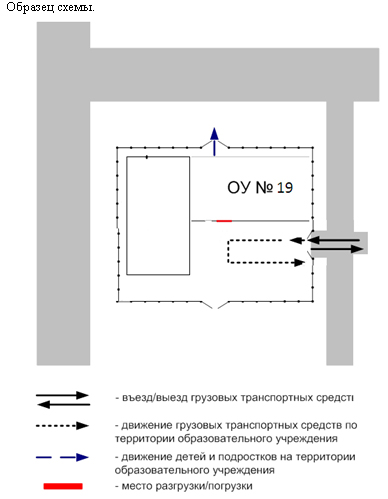 Образец схемы.
ОУ № 19
- въезд/выезд грузовых транспортных средств
- движение грузовых транспортных средств по
территории образовательного учреждения
- движение детей и подростков на территории
образовательного учреждения
- место разгрузки/погрузки